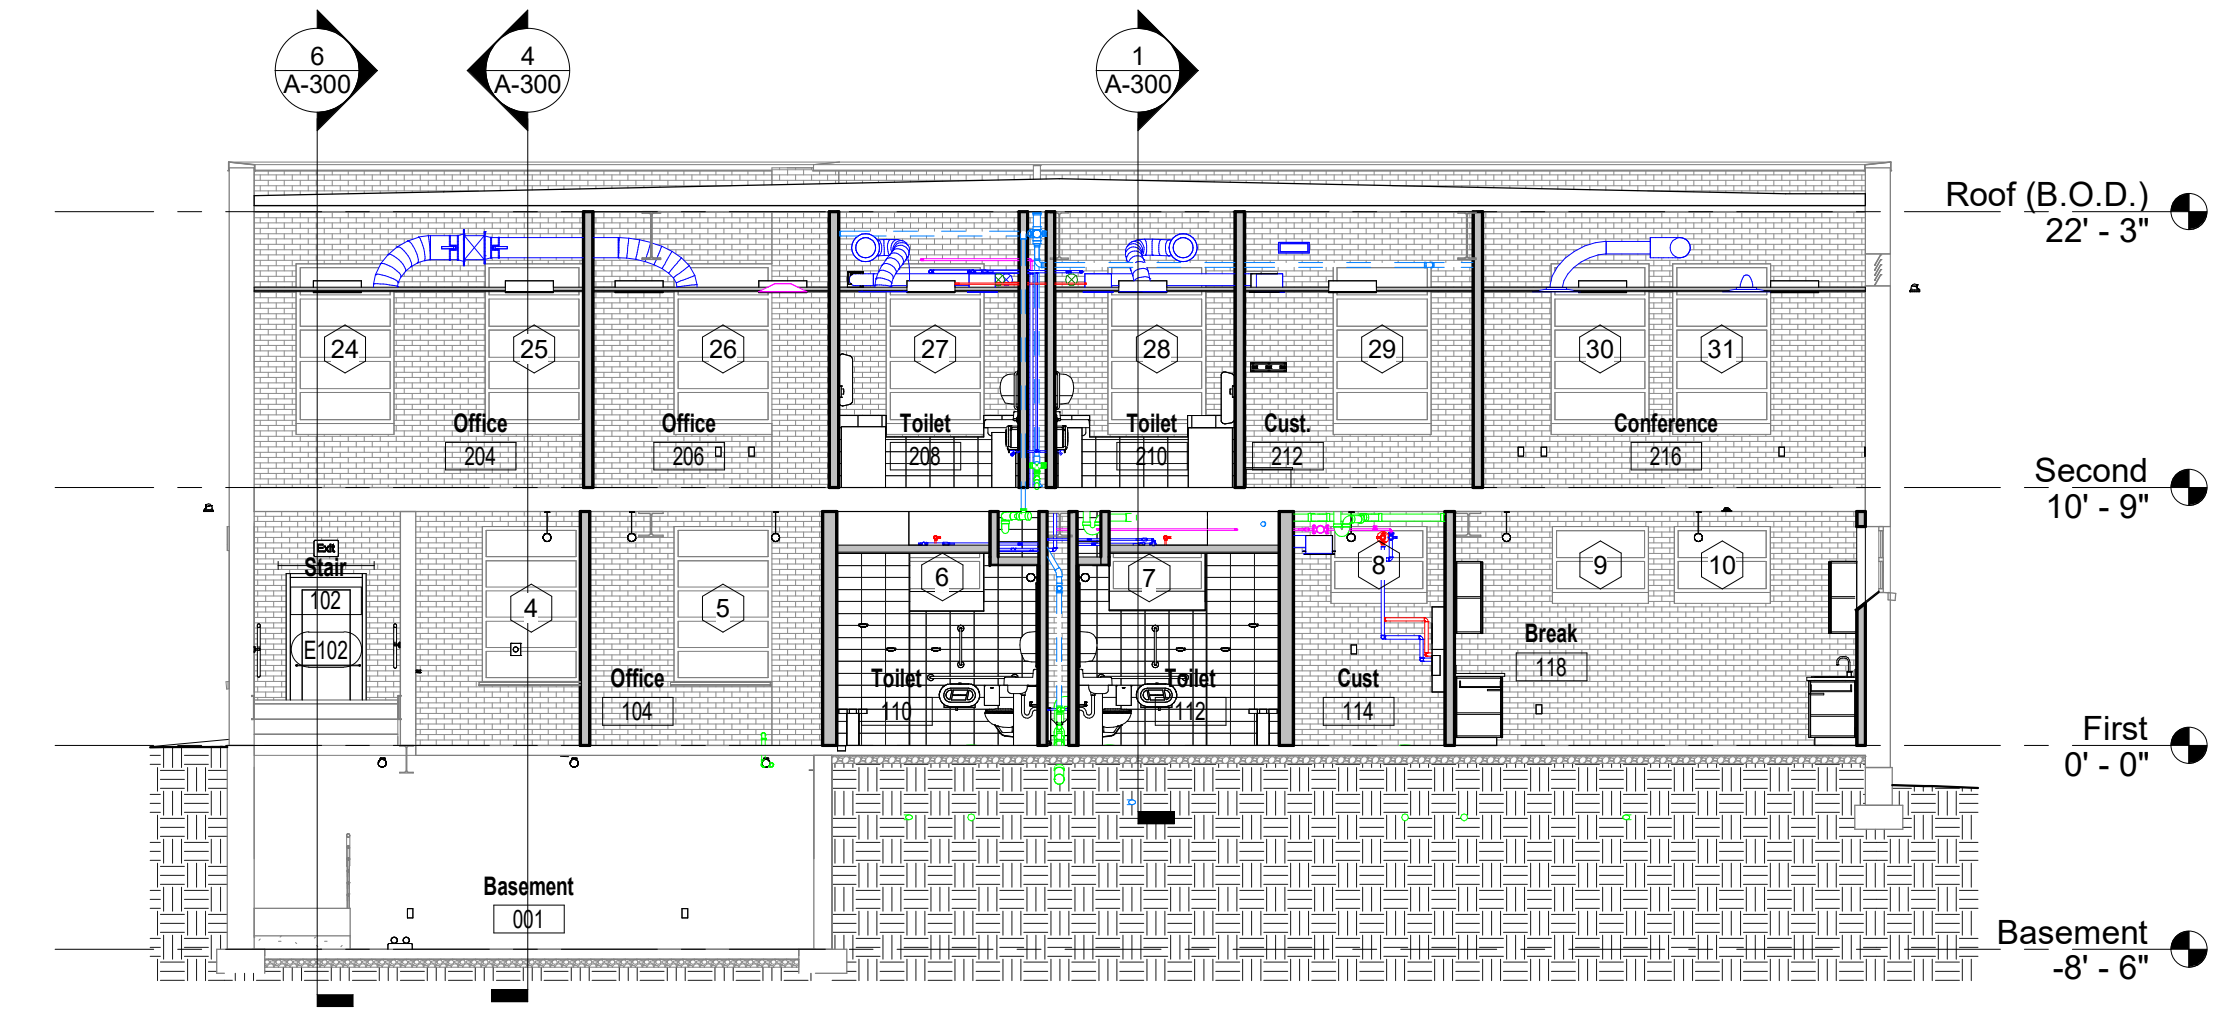 6
A-300
4
A-300
1
A-300
Roof (B.O.D.)
22' - 3"
24
25
26
27
28
29
30
31
Office
204
Office
206
Toilet
208
Toilet
210
Cust.
212
Conference
216
Second
10' - 9"
Exit
Stair
102
E102
4
5
6
7
8
9
10
Office
104
Toilet
110
Toilet
112
Cust
114
Break
118
First
0' - 0"
Basement
001
Basement
-8' - 6"